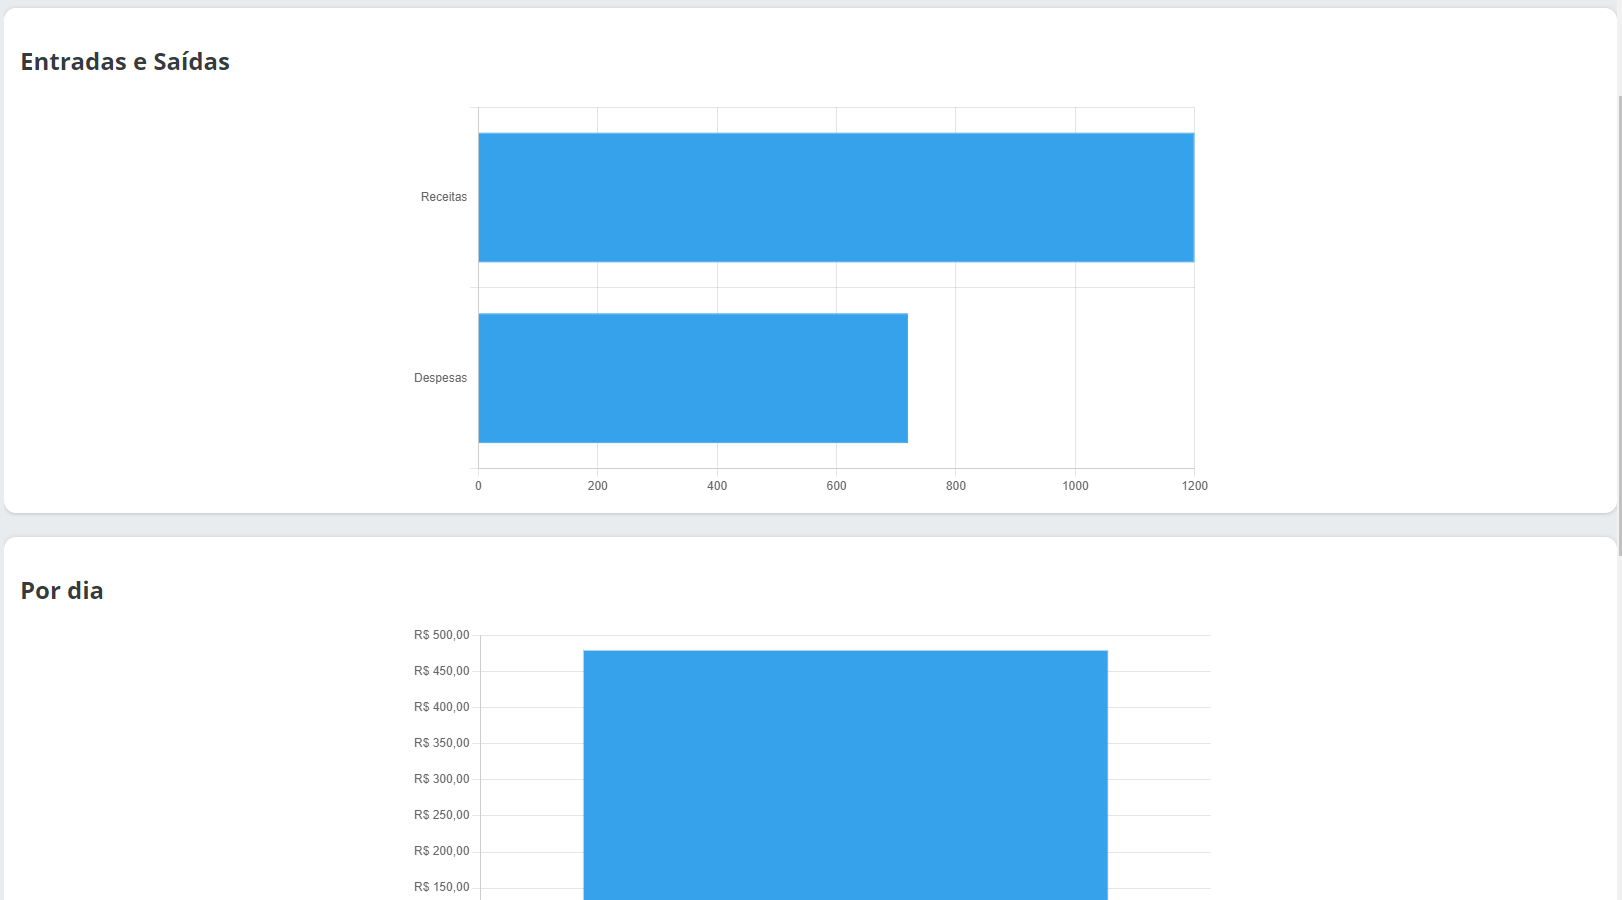 Entradas e Saídas
Receitas
Despesas
0 200 400 600 800 1000 1200
Por dia
R$ 500,00
R$ 450,00
R$ 400,00
R$ 350,00
R$ 300,00
R$ 250,00
R$ 200,00
R$ 150,00